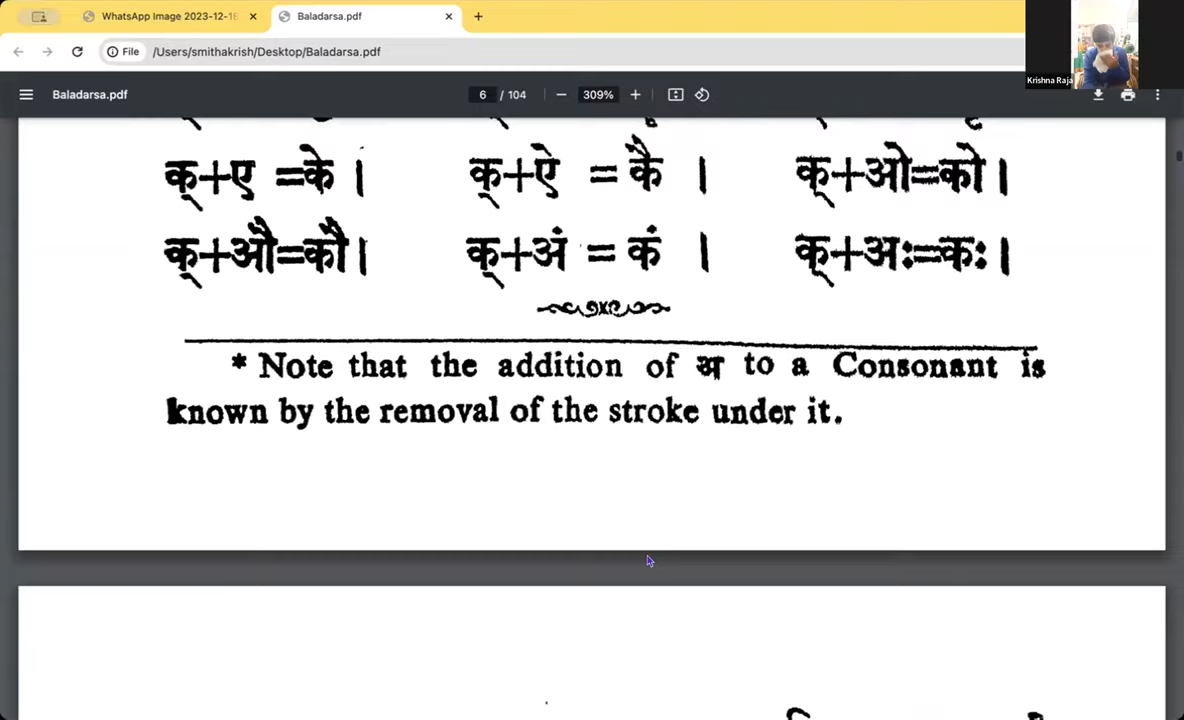 WhatsApp Image 2023-12-16
Baladarsa.pdf
File /Users/smithakrish/Desktop/Baladarsa.pdf
Krishna Raja
Baladarsa.pdf 6 / 104 309%
क्+ए =के । क्+ऐ = कै । क्+ओ=को।
क्+औ=कौ। क्+अं = कं । क्+अः=कः।
* Note that the addition of अ to a Consonant is
known by the removal of the stroke under it.